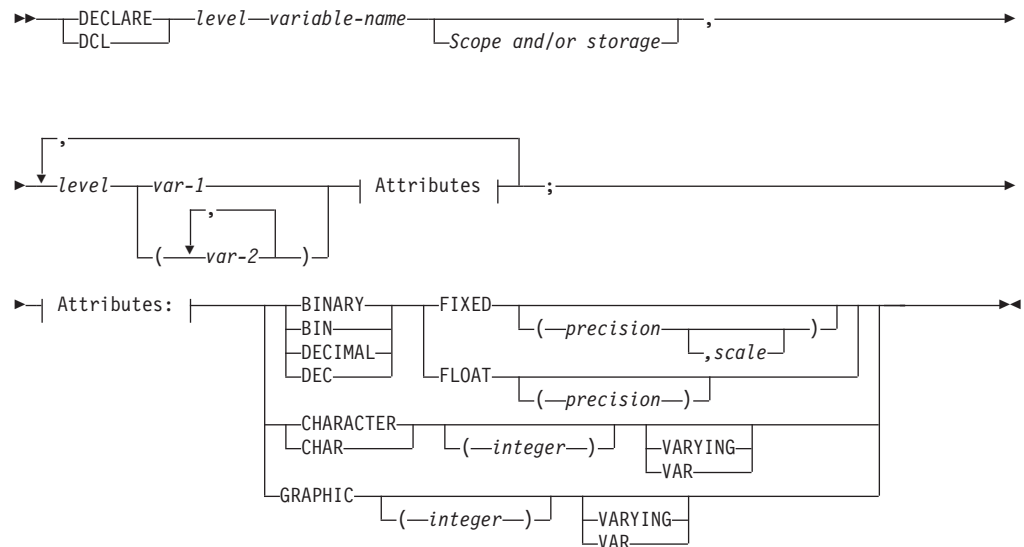 DECLARE level variable-name ,
DCL Scope and/or storage
,
level var-1 Attributes ;
,
( var-2 )
Attributes: BINARY FIXED
BIN ( precision )
DECIMAL ,scale
DEC FLOAT
( precision )
CHARACTER
CHAR ( integer ) VARYING
VAR
GRAPHIC
( integer ) VARYING
VAR